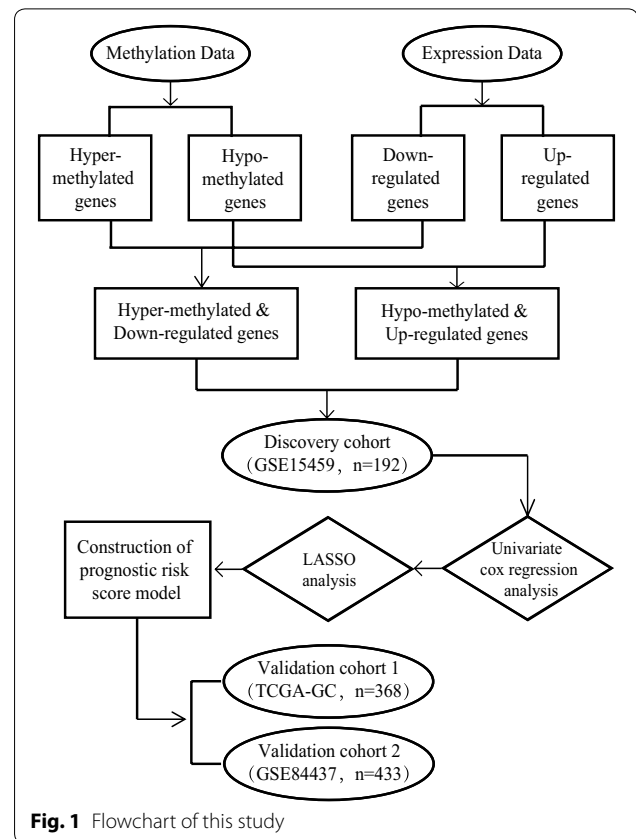 Methylation Data
Expression Data
Hyper-
methylated
genes
Hypo-
methylated
genes
Down-
regulated
genes
Up-
regulated
genes
Hyper-methylated &
Down-regulated genes
Hypo-methylated &
Up-regulated genes
Discovery cohort
(GSE15459, n=192)
Univariate
cox regression
analysis
LASSO
analysis
Construction of
prognostic risk
score model
Validation cohort 1
(TCGA-GC, n=368)
Validation cohort 2
(GSE84437, n=433)
Fig. 1 Flowchart of this study